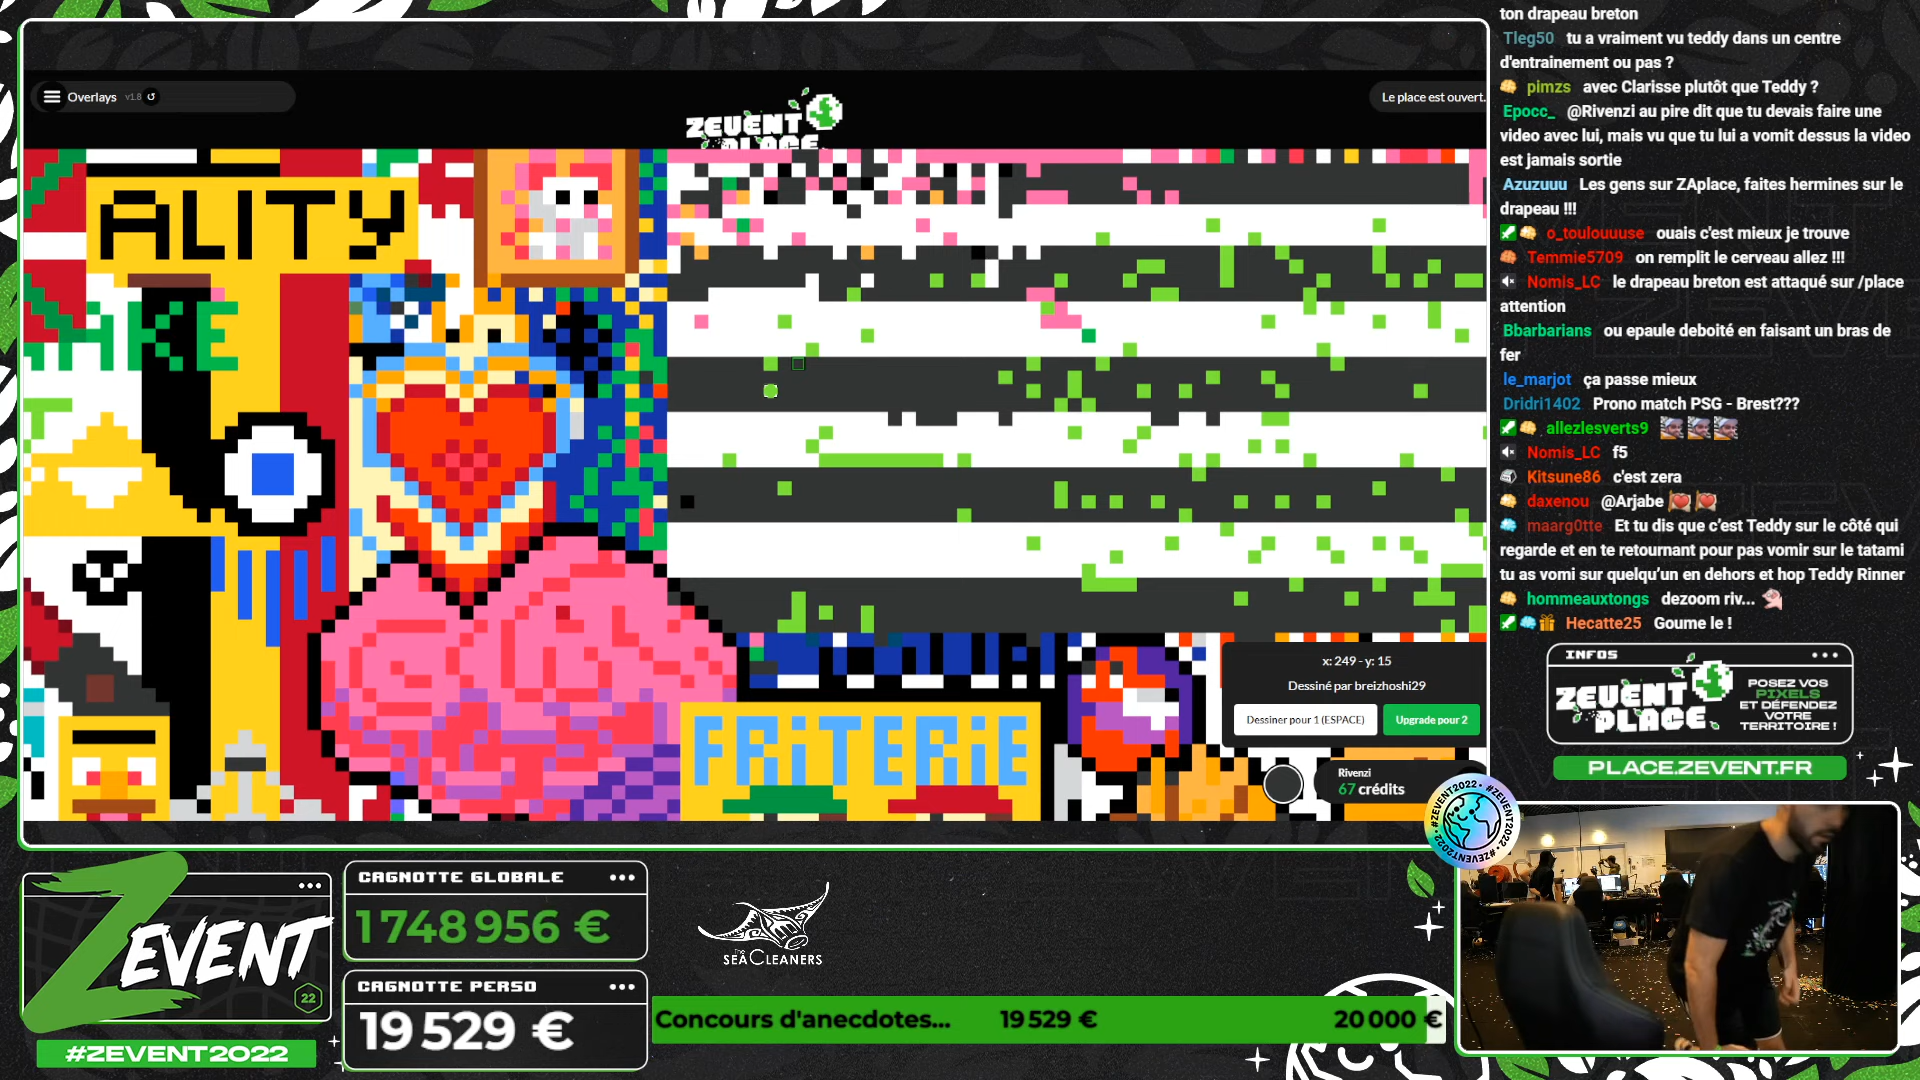 Overlays v1.8
ZEVENT
PLACE
Le place est ouvert.
ALITY
AKE
FRiTERiE
x: 249 - y: 15
Dessiné par breizhoshi29
Dessiner pour 1 (ESPACE)
Upgrade pour 2
Rivenzi
67 crédits
ton drapeau breton
Tleg50 tu a vraiment vu teddy dans un centre
d'entrainement ou pas ?
pimzs avec Clarisse plutôt que Teddy ?
Epocc_ @Rivenzi au pire dit que tu devais faire une
video avec lui, mais vu que tu lui a vomit dessus la video
est jamais sortie
Azuzuuu Les gens sur ZAplace, faites hermines sur le
drapeau !!!
o_toulouuuse ouais c'est mieux je trouve
Temmie5709 on remplit le cerveau allez !!!
Nomis_LC le drapeau breton est attaqué sur /place
attention
Bbarbarians ou epaule deboité en faisant un bras de
fer
le_marjot ça passe mieux
Dridri1402 Prono match PSG - Brest???
allezlesverts9
Nomis_LC f5
Kitsune86 c'est zera
daxenou @Arjabe
maarg0tte Et tu dis que c'est Teddy sur le côté qui
regarde et en te retournant pour pas vomir sur le tatami
tu as vomi sur quelqu'un en dehors et hop Teddy Rinner
hommeauxtongs dezoom riv...
Hecatte25 Goume le !
INFOS
ZEVENT
PLACE
POSEZ VOS
PIXELS
ET DÉFENDEZ
VOTRE
TERRITOIRE !
PLACE.ZEVENT.FR
#ZEVENT2022 • #ZEVENT2022 •
ZEVENT
22
#ZEVENT2022
CAGNOTTE GLOBALE
1 748 956 €
CAGNOTTE PERSO
19 529 €
The
SEACLEANERS
Concours d'anecdotes... 19 529 € 20 000 €